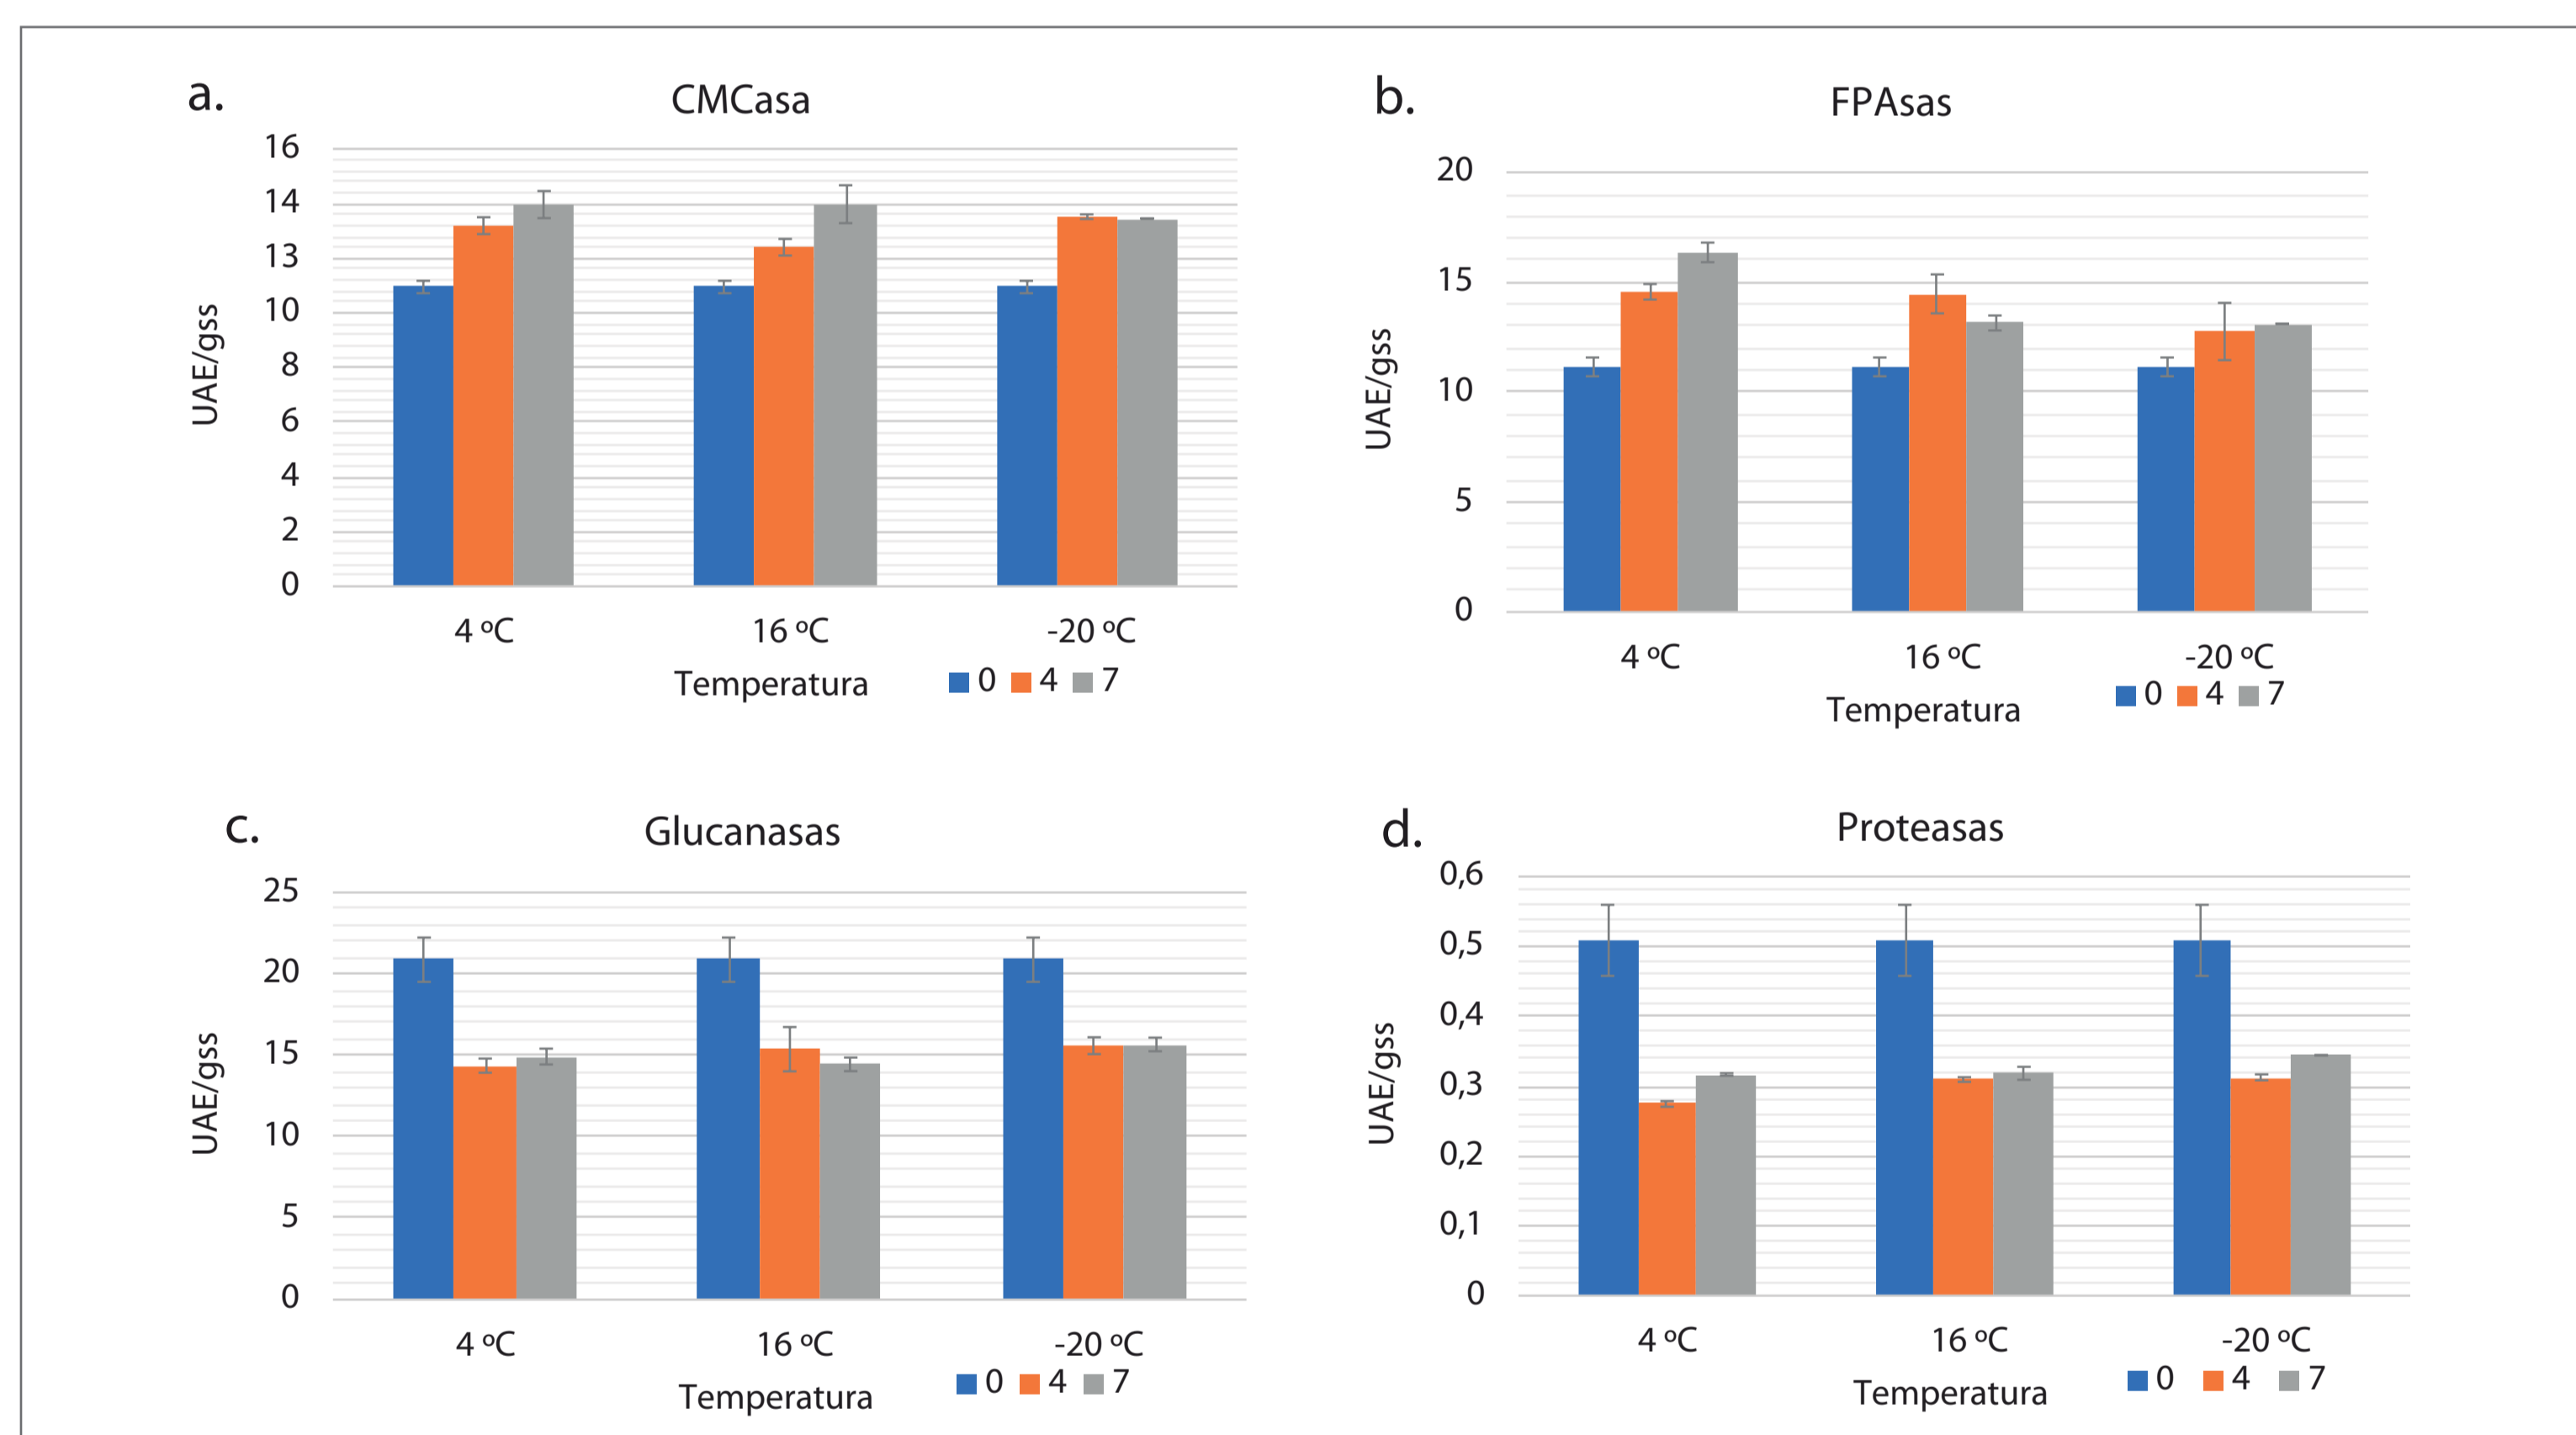 a.
CMCasa
16
14
13
10
8
6
4
2
0
UAE/gss
4 ºC 16 ºC -20 ºC
Temperatura
0 4 7
b.
FPAsas
20
15
10
5
0
UAE/gss
4 ºC 16 ºC -20 ºC
Temperatura
0 4 7
c.
Glucanasas
25
20
15
10
5
0
UAE/gss
4 ºC 16 ºC -20 ºC
Temperatura
0 4 7
d.
Proteasas
0,6
0,5
0,4
0,3
0,2
0,1
0
UAE/gss
4 ºC 16 ºC -20 ºC
Temperatura
0 4 7